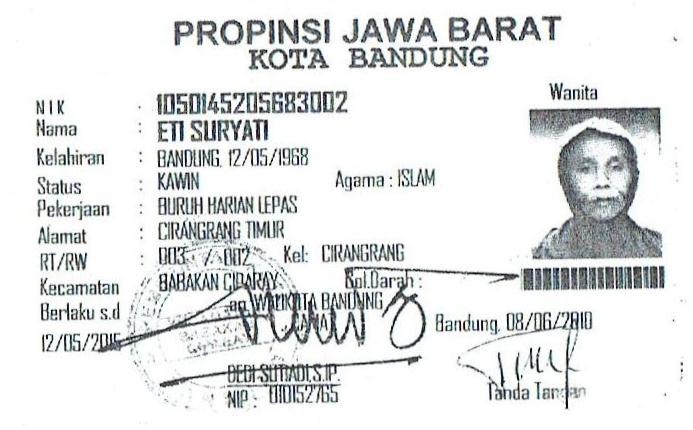 PROPINSI JAWA BARAT
KOTA BANDUNG
NIK : 1050145205683002
Wanita
Nama : ETI SURYATI
Kelahiran : BANDUNG, 12/05/1968
Status : KAWIN Agama : ISLAM
Pekerjaan : BURUH HARIAN LEPAS
Alamat : CIRANGRANG TIMUR
RT/RW : 003 / 002 Kel: CIRANGRANG
Kecamatan BABAKAN CIPARAY Gol.Darah :
Berlaku s.d an WALIKOTA BANDUNG
12/05/2015 Bandung, 08/06/2010
DEDI SUTIADI,S.IP.
NIP : 010152765 Tanda Tangan